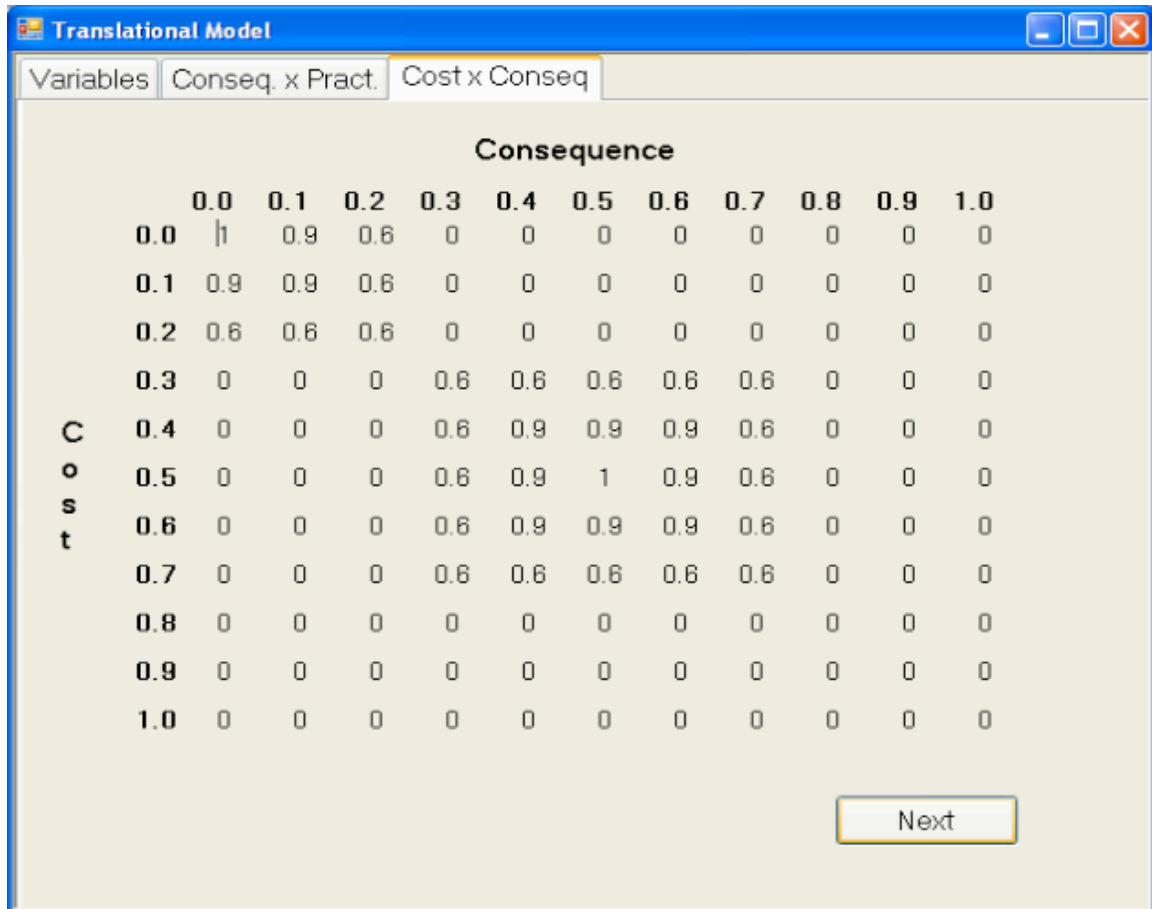 Translational Model
Variables Conseq. x Pract. Cost x Conseq
Consequence
0.0 0.1 0.2 0.3 0.4 0.5 0.6 0.7 0.8 0.9 1.0
0.0 1 0.9 0.6 0 0 0 0 0 0 0 0
0.1 0.9 0.9 0.6 0 0 0 0 0 0 0 0
0.2 0.6 0.6 0.6 0 0 0 0 0 0 0 0
0.3 0 0 0 0.6 0.6 0.6 0.6 0.6 0 0 0
0.4 0 0 0 0.6 0.9 0.9 0.9 0.6 0 0 0
0.5 0 0 0 0.6 0.9 1 0.9 0.6 0 0 0
0.6 0 0 0 0.6 0.9 0.9 0.9 0.6 0 0 0
0.7 0 0 0 0.6 0.6 0.6 0.6 0.6 0 0 0
0.8 0 0 0 0 0 0 0 0 0 0 0
0.9 0 0 0 0 0 0 0 0 0 0 0
1.0 0 0 0 0 0 0 0 0 0 0 0
Cost
Next